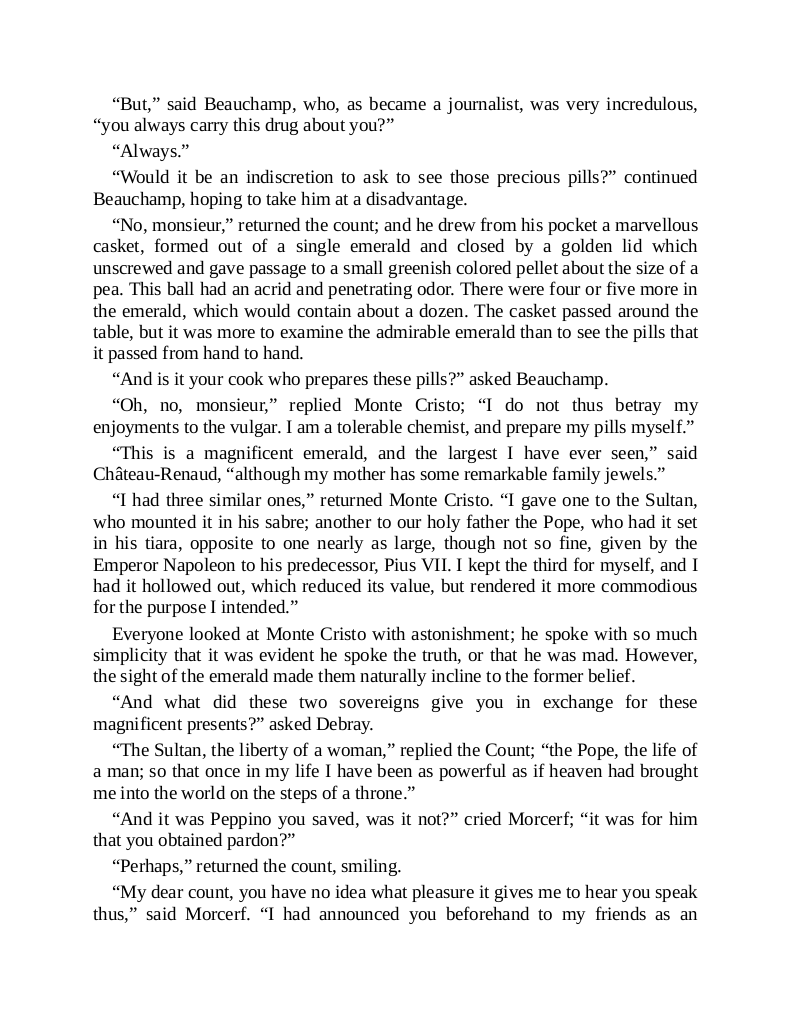 “But,” said Beauchamp, who, as became a journalist, was very incredulous,
“you always carry this drug about you?”
“Always.”
“Would it be an indiscretion to ask to see those precious pills?” continued
Beauchamp, hoping to take him at a disadvantage.
“No, monsieur,” returned the count; and he drew from his pocket a marvellous
casket, formed out of a single emerald and closed by a golden lid which
unscrewed and gave passage to a small greenish colored pellet about the size of a
pea. This ball had an acrid and penetrating odor. There were four or five more in
the emerald, which would contain about a dozen. The casket passed around the
table, but it was more to examine the admirable emerald than to see the pills that
it passed from hand to hand.
“And is it your cook who prepares these pills?” asked Beauchamp.
“Oh, no, monsieur,” replied Monte Cristo; “I do not thus betray my
enjoyments to the vulgar. I am a tolerable chemist, and prepare my pills myself.”
“This is a magnificent emerald, and the largest I have ever seen,” said
Château-Renaud, “although my mother has some remarkable family jewels.”
“I had three similar ones,” returned Monte Cristo. “I gave one to the Sultan,
who mounted it in his sabre; another to our holy father the Pope, who had it set
in his tiara, opposite to one nearly as large, though not so fine, given by the
Emperor Napoleon to his predecessor, Pius VII. I kept the third for myself, and I
had it hollowed out, which reduced its value, but rendered it more commodious
for the purpose I intended.”
Everyone looked at Monte Cristo with astonishment; he spoke with so much
simplicity that it was evident he spoke the truth, or that he was mad. However,
the sight of the emerald made them naturally incline to the former belief.
“And what did these two sovereigns give you in exchange for these
magnificent presents?” asked Debray.
“The Sultan, the liberty of a woman,” replied the Count; “the Pope, the life of
a man; so that once in my life I have been as powerful as if heaven had brought
me into the world on the steps of a throne.”
“And it was Peppino you saved, was it not?” cried Morcerf; “it was for him
that you obtained pardon?”
“Perhaps,” returned the count, smiling.
“My dear count, you have no idea what pleasure it gives me to hear you speak
thus,” said Morcerf. “I had announced you beforehand to my friends as an